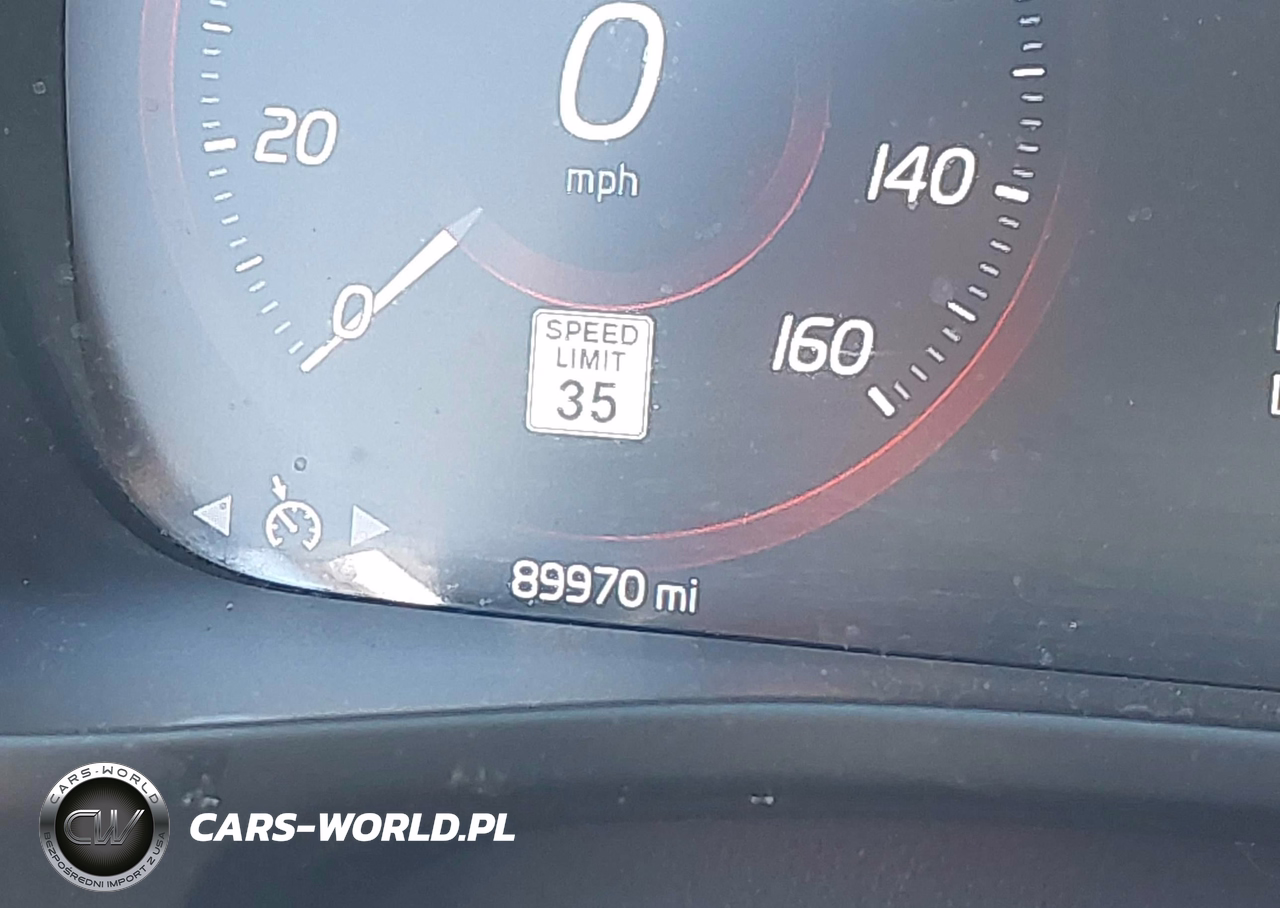 0
mph
20
140
0
160
SPEED
LIMIT
35
89970 mi
CARS-WORLD
CW
BEZPOŚREDNI IMPORT Z USA
CARS-WORLD.PL